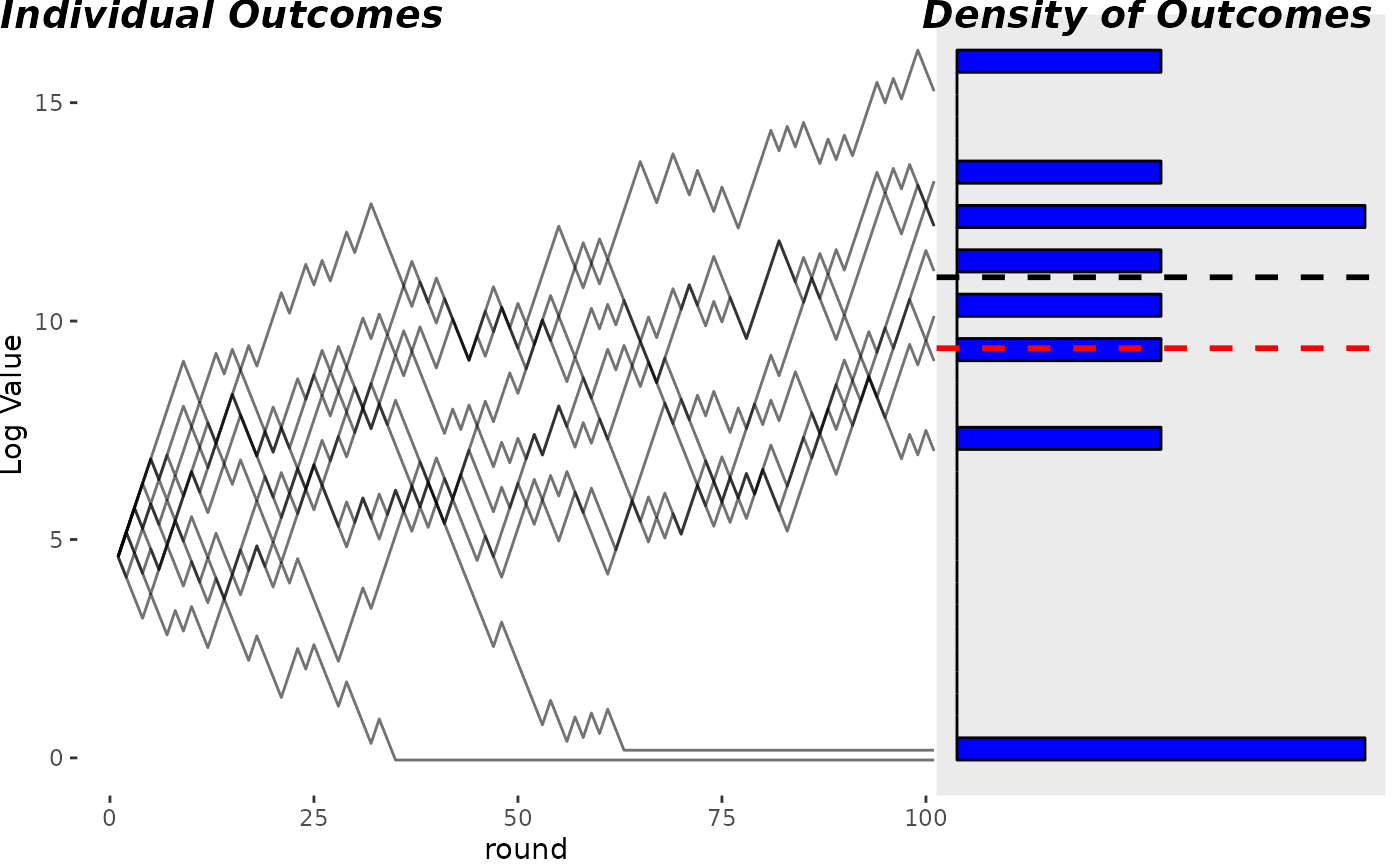 Individual Outcomes
Density of Outcomes
Log Value
15
10
5
0
0 25 50 75 100
round